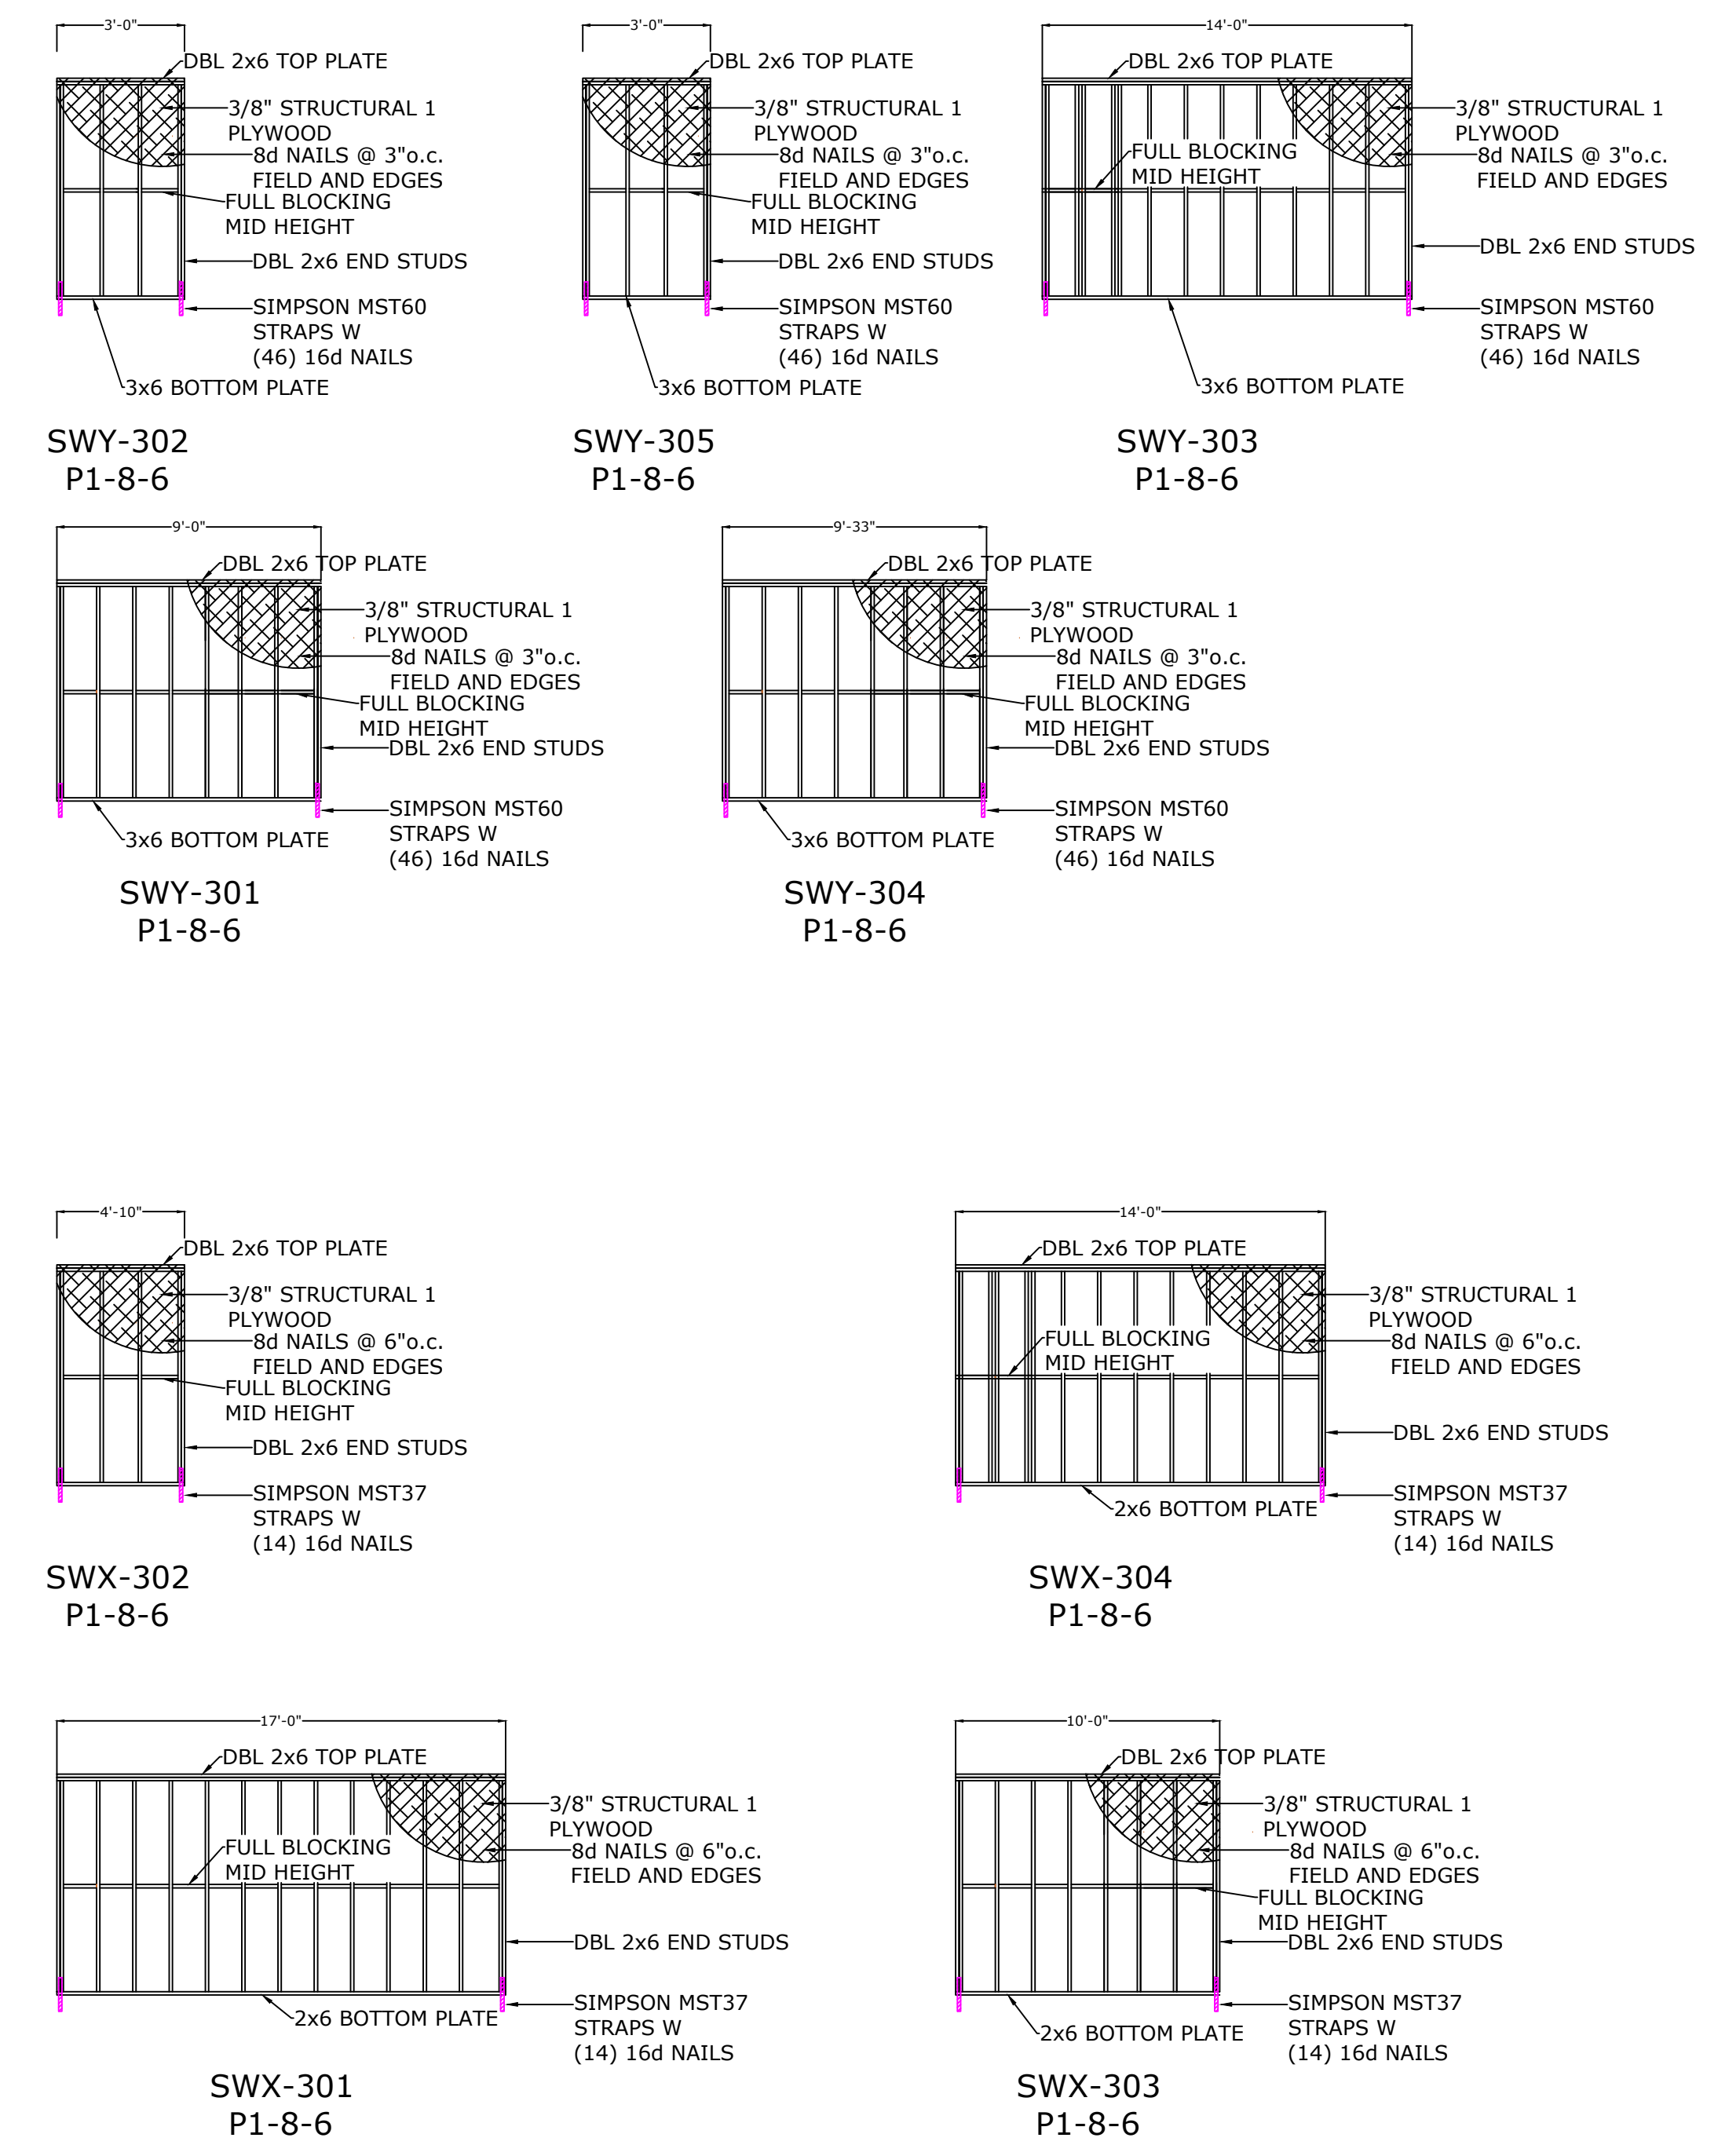 3'-0"
DBL 2x6 TOP PLATE
3/8" STRUCTURAL 1
PLYWOOD
8d NAILS @ 3"o.c.
FIELD AND EDGES
FULL BLOCKING
MID HEIGHT
DBL 2x6 END STUDS
SIMPSON MST60
STRAPS W
(46) 16d NAILS
3x6 BOTTOM PLATE
SWY-302
P1-8-6
3'-0"
DBL 2x6 TOP PLATE
3/8" STRUCTURAL 1
PLYWOOD
8d NAILS @ 3"o.c.
FIELD AND EDGES
FULL BLOCKING
MID HEIGHT
DBL 2x6 END STUDS
SIMPSON MST60
STRAPS W
(46) 16d NAILS
3x6 BOTTOM PLATE
SWY-305
P1-8-6
14'-0"
DBL 2x6 TOP PLATE
3/8" STRUCTURAL 1
PLYWOOD
FULL BLOCKING
MID HEIGHT
8d NAILS @ 3"o.c.
FIELD AND EDGES
DBL 2x6 END STUDS
SIMPSON MST60
STRAPS W
(46) 16d NAILS
3x6 BOTTOM PLATE
SWY-303
P1-8-6
9'-0"
DBL 2x6 TOP PLATE
3/8" STRUCTURAL 1
PLYWOOD
8d NAILS @ 3"o.c.
FIELD AND EDGES
FULL BLOCKING
MID HEIGHT
DBL 2x6 END STUDS
SIMPSON MST60
STRAPS W
(46) 16d NAILS
3x6 BOTTOM PLATE
SWY-301
P1-8-6
9'-33"
DBL 2x6 TOP PLATE
3/8" STRUCTURAL 1
PLYWOOD
8d NAILS @ 3"o.c.
FIELD AND EDGES
FULL BLOCKING
MID HEIGHT
DBL 2x6 END STUDS
SIMPSON MST60
STRAPS W
(46) 16d NAILS
3x6 BOTTOM PLATE
SWY-304
P1-8-6
4'-10"
DBL 2x6 TOP PLATE
3/8" STRUCTURAL 1
PLYWOOD
8d NAILS @ 6"o.c.
FIELD AND EDGES
FULL BLOCKING
MID HEIGHT
DBL 2x6 END STUDS
SIMPSON MST37
STRAPS W
(14) 16d NAILS
SWX-302
P1-8-6
14'-0"
DBL 2x6 TOP PLATE
3/8" STRUCTURAL 1
PLYWOOD
FULL BLOCKING
MID HEIGHT
8d NAILS @ 6"o.c.
FIELD AND EDGES
DBL 2x6 END STUDS
SIMPSON MST37
STRAPS W
(14) 16d NAILS
2x6 BOTTOM PLATE
SWX-304
P1-8-6
17'-0"
DBL 2x6 TOP PLATE
3/8" STRUCTURAL 1
PLYWOOD
FULL BLOCKING
MID HEIGHT
8d NAILS @ 6"o.c.
FIELD AND EDGES
DBL 2x6 END STUDS
SIMPSON MST37
STRAPS W
(14) 16d NAILS
2x6 BOTTOM PLATE
SWX-301
P1-8-6
10'-0"
DBL 2x6 TOP PLATE
3/8" STRUCTURAL 1
PLYWOOD
8d NAILS @ 6"o.c.
FIELD AND EDGES
FULL BLOCKING
MID HEIGHT
DBL 2x6 END STUDS
SIMPSON MST37
STRAPS W
(14) 16d NAILS
2x6 BOTTOM PLATE
SWX-303
P1-8-6